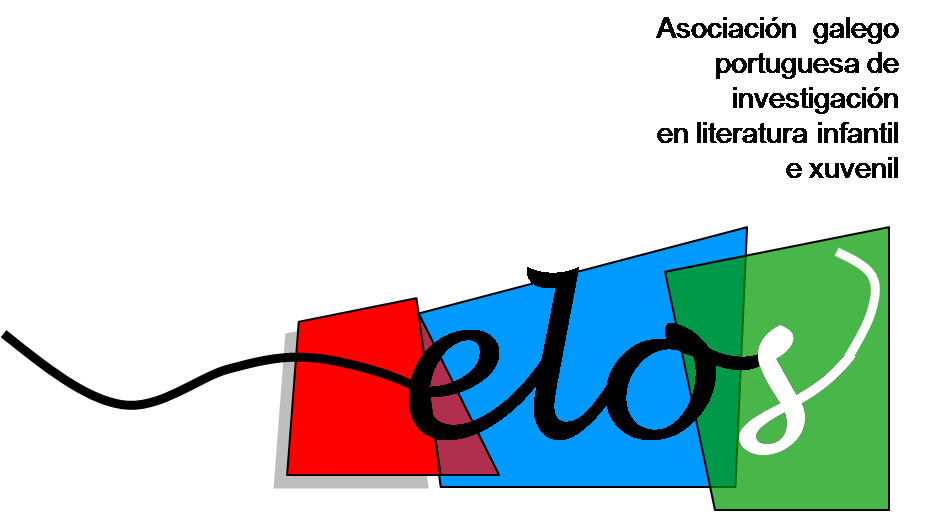 Asociación galego
portuguesa de
investigación
en literatura infantil
e xuvenil
elos